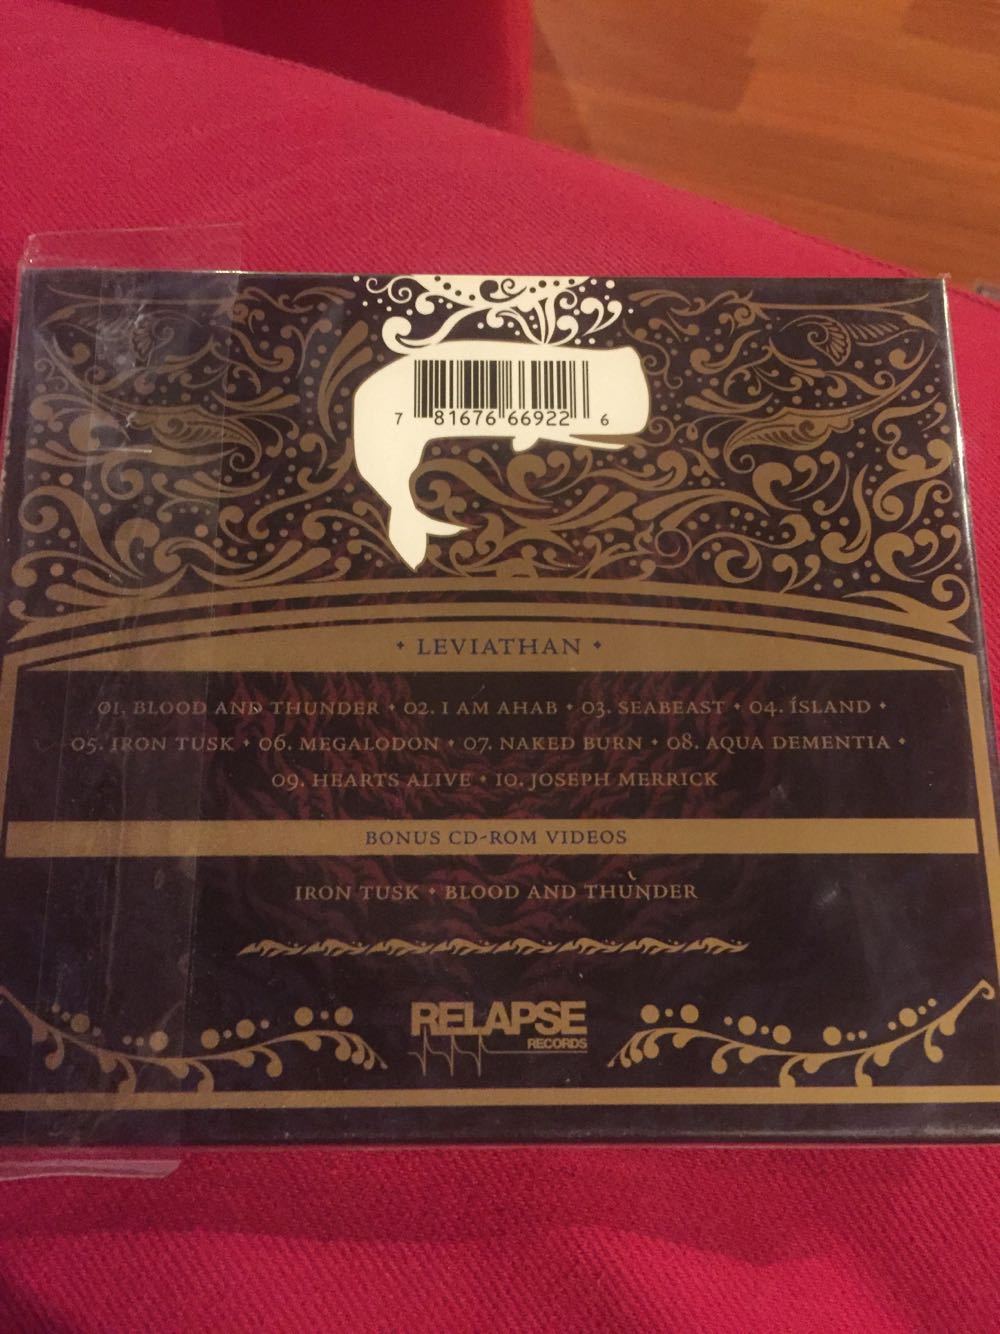 7 81676 66922 6
• LEVIATHAN •
01. BLOOD AND THUNDER • 02. I AM AHAB • 03. SEABEAST • 04. ÍSLAND •
05. IRON TUSK • 06. MEGALODON • 07. NAKED BURN • 08. AQUA DEMENTIA •
09. HEARTS ALIVE • 10. JOSEPH MERRICK
BONUS CD-ROM VIDEOS
IRON TUSK • BLOOD AND THUNDER
RELAPSE
RECORDS